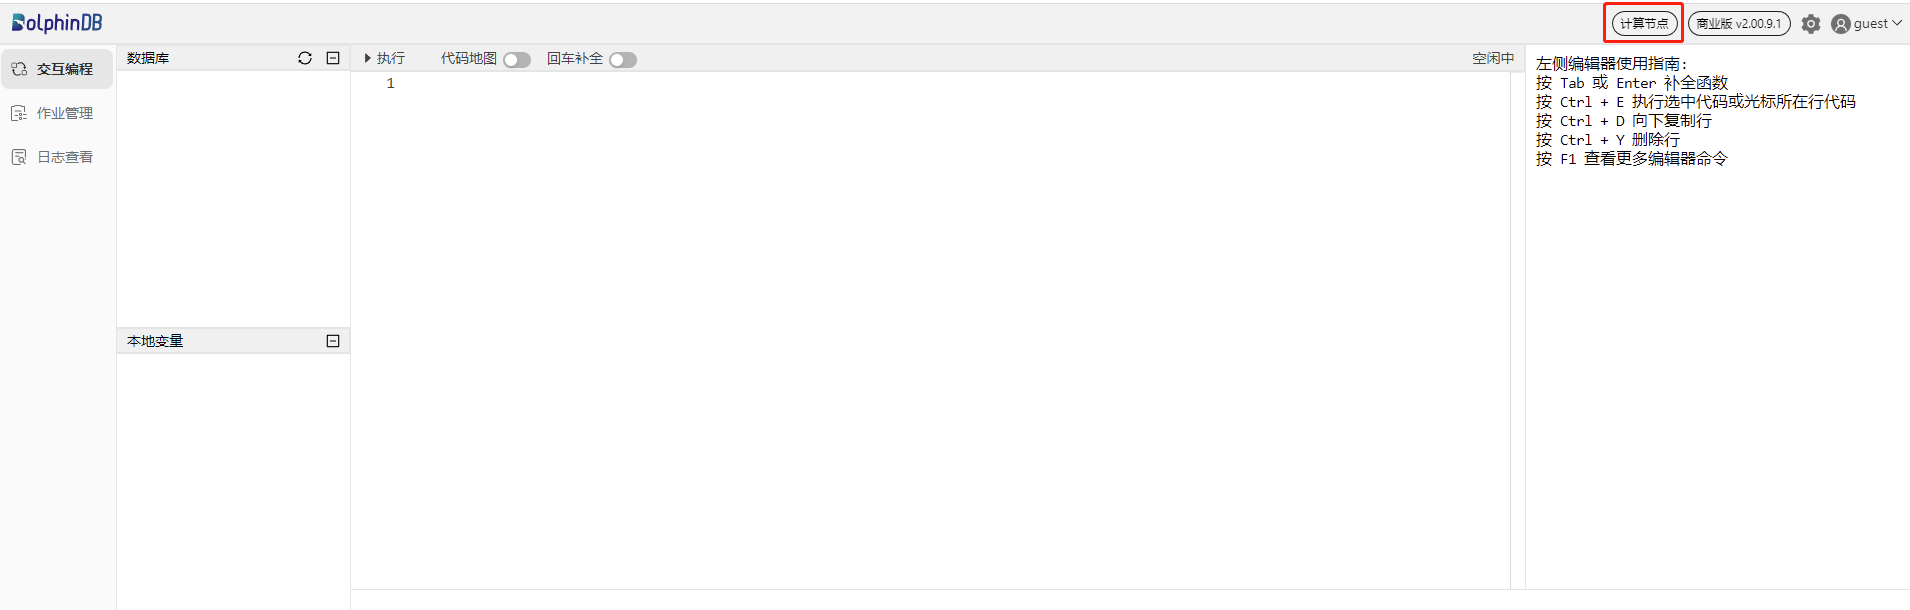 DolphinDB
计算节点
商业版 v2.00.9.1
guest
交互编程
作业管理
日志查看
数据库
本地变量
执行
代码地图
回车补全
空闲中
1
左侧编辑器使用指南:
按 Tab 或 Enter 补全函数
按 Ctrl + E 执行选中代码或光标所在行代码
按 Ctrl + D 向下复制行
按 Ctrl + Y 删除行
按 F1 查看更多编辑器命令